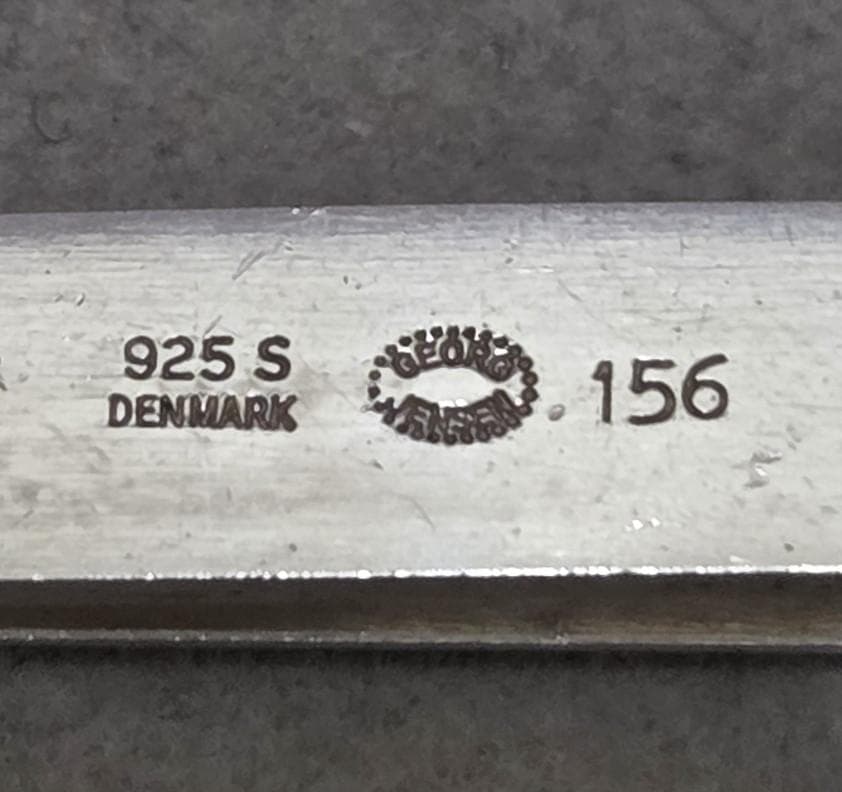 925 S
DENMARK
GEORG
JENSEN
156